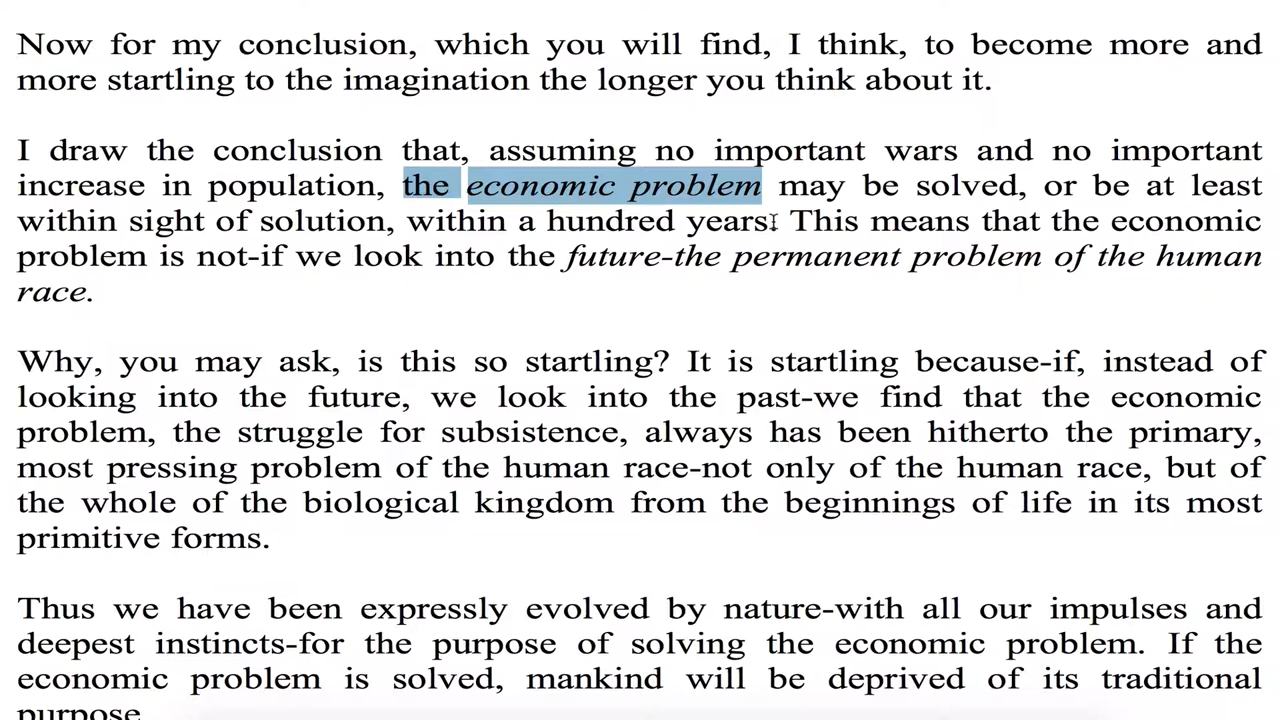 Now for my conclusion, which you will find, I think, to become more and
more startling to the imagination the longer you think about it.
I draw the conclusion that, assuming no important wars and no important
increase in population, the economic problem may be solved, or be at least
within sight of solution, within a hundred years. This means that the economic
problem is not-if we look into the future-the permanent problem of the human
race.
Why, you may ask, is this so startling? It is startling because-if, instead of
looking into the future, we look into the past-we find that the economic
problem, the struggle for subsistence, always has been hitherto the primary,
most pressing problem of the human race-not only of the human race, but of
the whole of the biological kingdom from the beginnings of life in its most
primitive forms.
Thus we have been expressly evolved by nature-with all our impulses and
deepest instincts-for the purpose of solving the economic problem. If the
economic problem is solved, mankind will be deprived of its traditional
purpose.